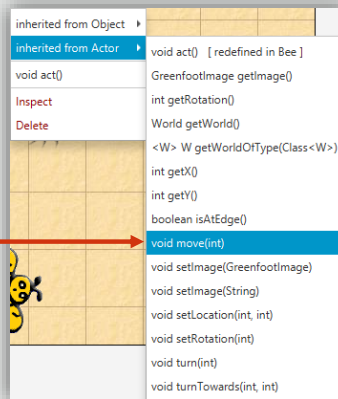 inherited from Object
inherited from Actor
void act()
Inspect
Delete
void act() [ redefined in Bee ]
GreenfootImage getImage()
int getRotation()
World getWorld()
<W> W getWorldOfType(Class<W>)
int getX()
int getY()
boolean isAtEdge()
void move(int)
void setImage(GreenfootImage)
void setImage(String)
void setLocation(int, int)
void setRotation(int)
void turn(int)
void turnTowards(int, int)